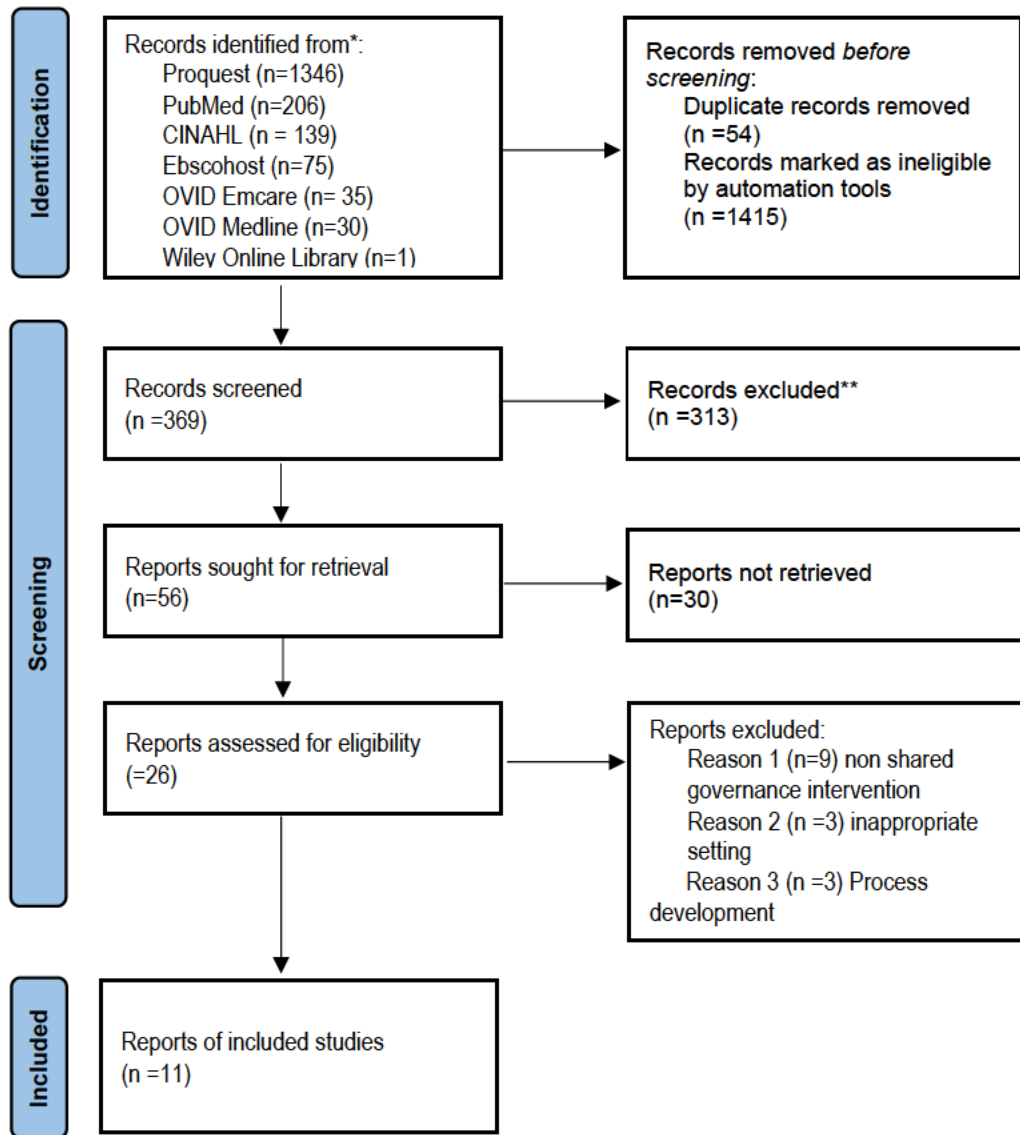 Identification
Records identified from*:
Proquest (n=1346)
PubMed (n=206)
CINAHL (n = 139)
Ebscohost (n=75)
OVID Emcare (n= 35)
OVID Medline (n=30)
Wiley Online Library (n=1)
Records removed before
screening:
Duplicate records removed
(n =54)
Records marked as ineligible
by automation tools
(n =1415)
Screening
Records screened
(n =369)
Records excluded**
(n =313)
Reports sought for retrieval
(n=56)
Reports not retrieved
(n=30)
Reports assessed for eligibility
(=26)
Reports excluded:
Reason 1 (n=9) non shared
governance intervention
Reason 2 (n =3) inappropriate
setting
Reason 3 (n =3) Process
development
Included
Reports of included studies
(n =11)